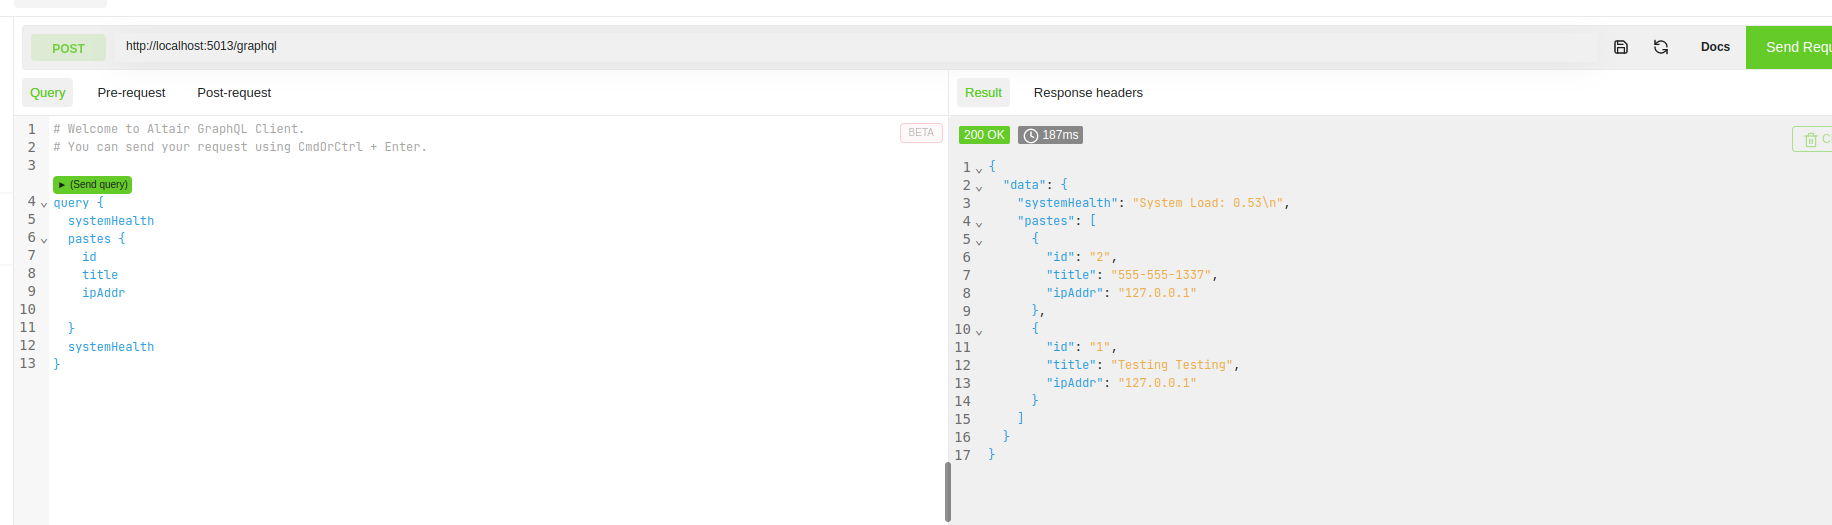 POST http://localhost:5013/graphql Docs Send Requ
Query Pre-request Post-request
1 # Welcome to Altair GraphQL Client.
2 # You can send your request using CmdOrCtrl + Enter.
3
BETA
(Send query)
4 query {
5 systemHealth
6 pastes {
7 id
8 title
9 ipAddr
10
11 }
12 systemHealth
13 }
Result Response headers
200 OK 187ms
C
1 {
2 "data": {
3 "systemHealth": "System Load: 0.53\n",
4 "pastes": [
5 {
6 "id": "2",
7 "title": "555-555-1337",
8 "ipAddr": "127.0.0.1"
9 },
10 {
11 "id": "1",
12 "title": "Testing Testing",
13 "ipAddr": "127.0.0.1"
14 }
15 ]
16 }
17 }